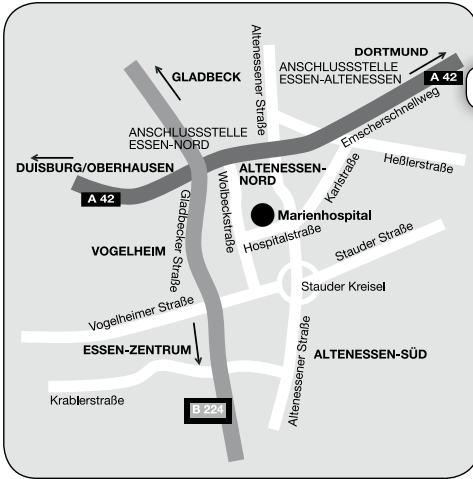 Altenessener Straße
DORTMUND
ANSCHLUSSSTELLE
ESSEN-ALTENESSEN
A 42
GLADBECK
Emscherschnellweg
ANSCHLUSSSTELLE
ESSEN-NORD
Heßlerstraße
DUISBURG/OBERHAUSEN
ALTENESSEN-
NORD
Karlstraße
A 42
Gladbecker Straße
Wolbeckstraße
Marienhospital
Hospitalstraße
VOGELHEIM
Stauder Straße
Stauder Kreisel
Vogelheimer Straße
ESSEN-ZENTRUM
ALTENESSEN-SÜD
Altenessener Straße
Krablerstraße
B 224